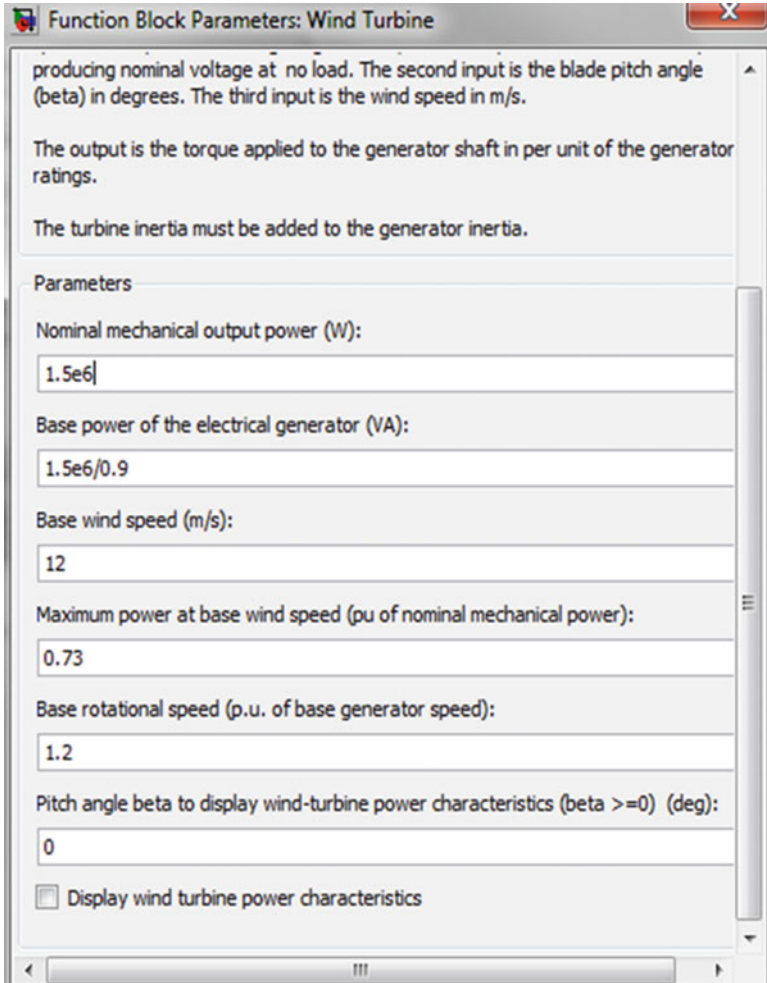 Function Block Parameters: Wind Turbine
producing nominal voltage at no load. The second input is the blade pitch angle
(beta) in degrees. The third input is the wind speed in m/s.
The output is the torque applied to the generator shaft in per unit of the generator
ratings.
The turbine inertia must be added to the generator inertia.
Parameters
Nominal mechanical output power (W):
1.5e6
Base power of the electrical generator (VA):
1.5e6/0.9
Base wind speed (m/s):
12
Maximum power at base wind speed (pu of nominal mechanical power):
0.73
Base rotational speed (p.u. of base generator speed):
1.2
Pitch angle beta to display wind-turbine power characteristics (beta >=0) (deg):
0
Display wind turbine power characteristics